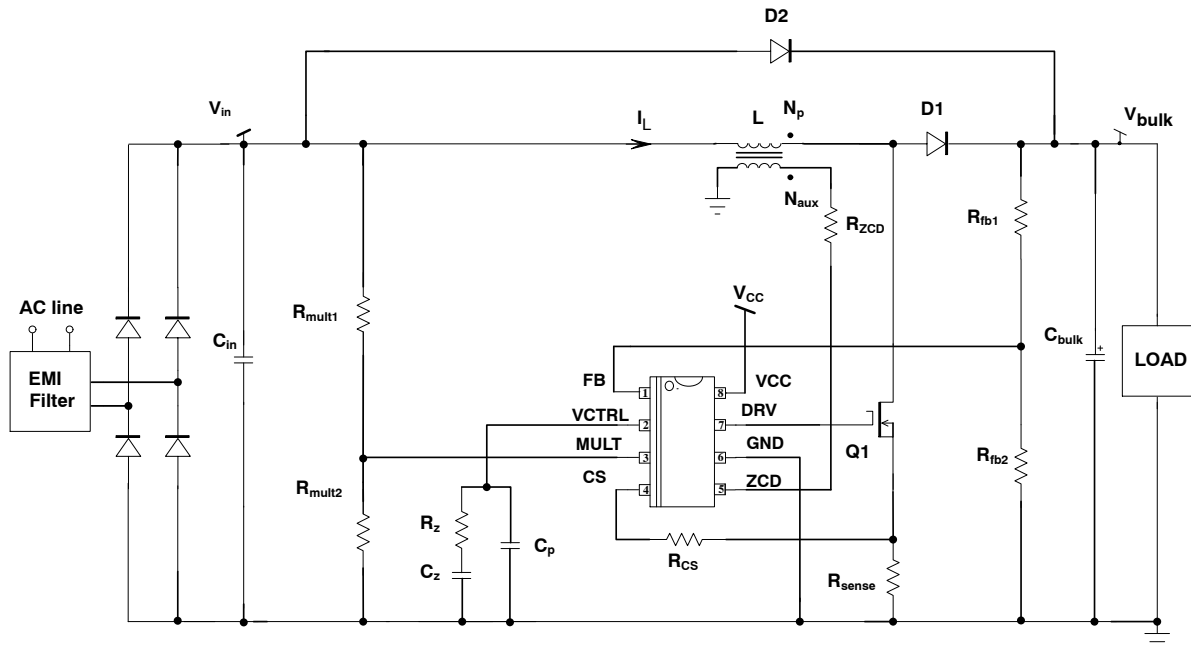 D2
Vin
IL
L
Np
D1
Vbulk
Naux
RZCD
Rfb1
AC line
Rmult1
Cin
VCC
Cbulk
+
LOAD
EMI
Filter
FB
1
8
VCC
VCTRL
2
7
DRV
MULT
3
6
GND
Q1
CS
4
5
ZCD
Rfb2
Rmult2
Rz
Cp
RCS
Cz
Rsense